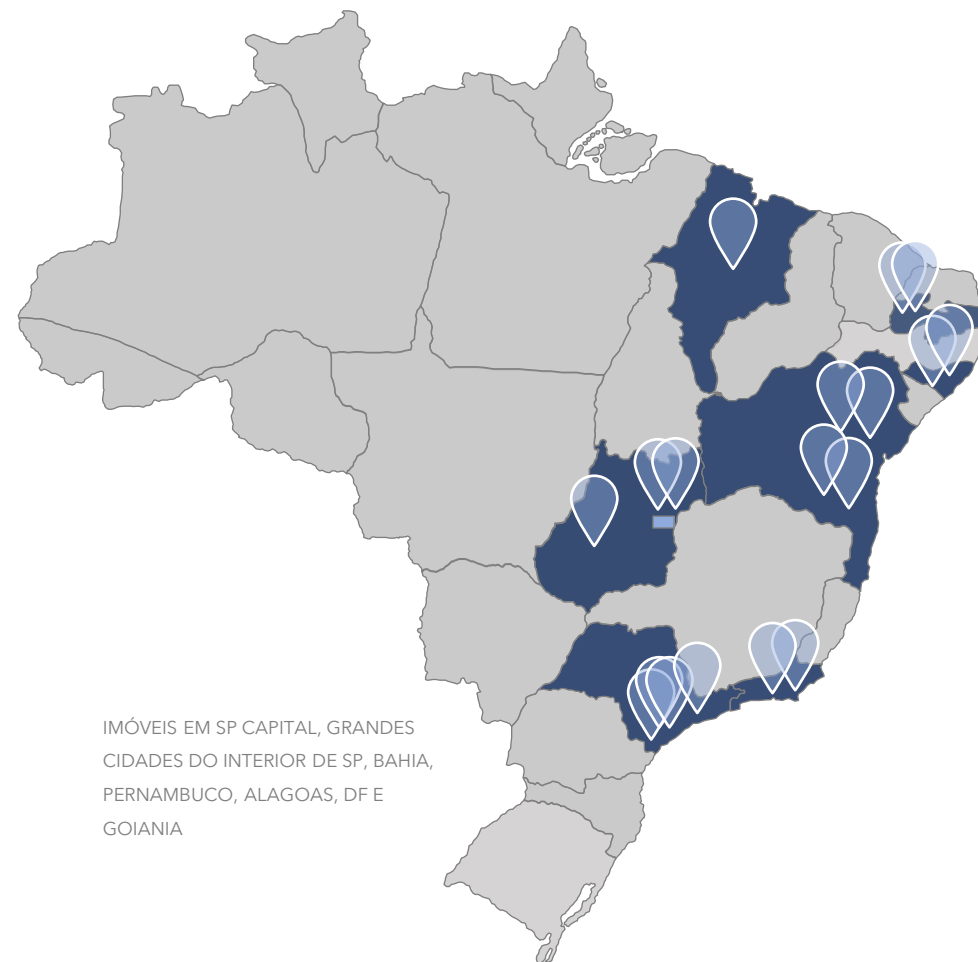 IMÓVEIS EM SP CAPITAL, GRANDES
CIDADES DO INTERIOR DE SP, BAHIA,
PERNAMBUCO, ALAGOAS, DF E
GOIANIA